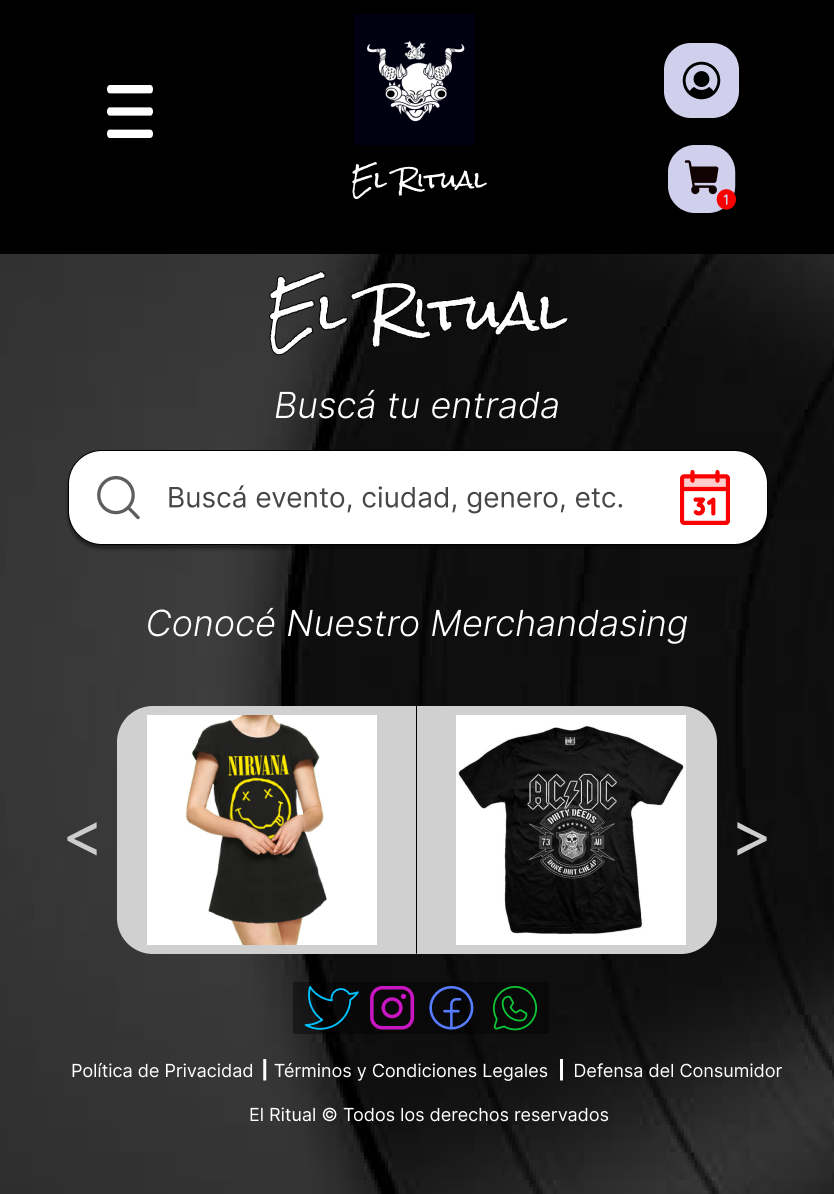 El Ritual
1
El Ritual
Buscá tu entrada
Buscá evento, ciudad, genero, etc.
31
Conocé Nuestro Merchandasing
NIRVANA
AC DC
DIRTY DEEDS
73 AU
DONE DIRT CHEAP
< >
Política de Privacidad | Términos y Condiciones Legales | Defensa del Consumidor
El Ritual © Todos los derechos reservados